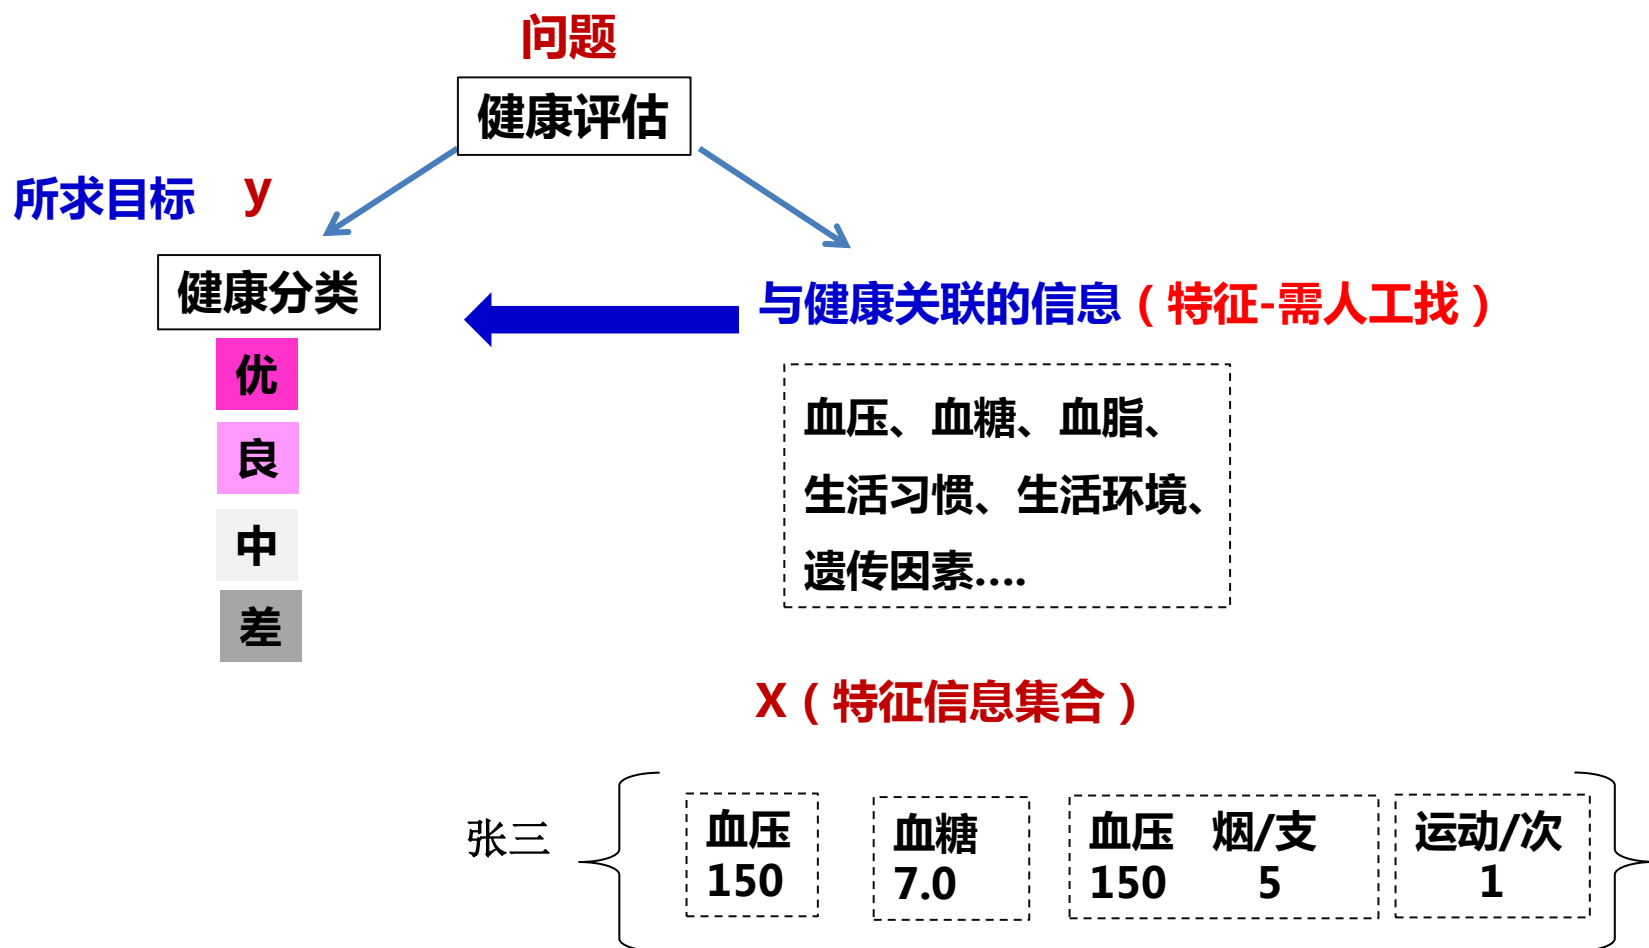 问题
健康评估
所求目标 y
健康分类
与健康关联的信息（特征-需人工找）
优
良
中
差
血压、血糖、血脂、
生活习惯、生活环境、
遗传因素....
X（特征信息集合）
张三
血压
150
血糖
7.0
血压 烟/支
150 5
运动/次
1